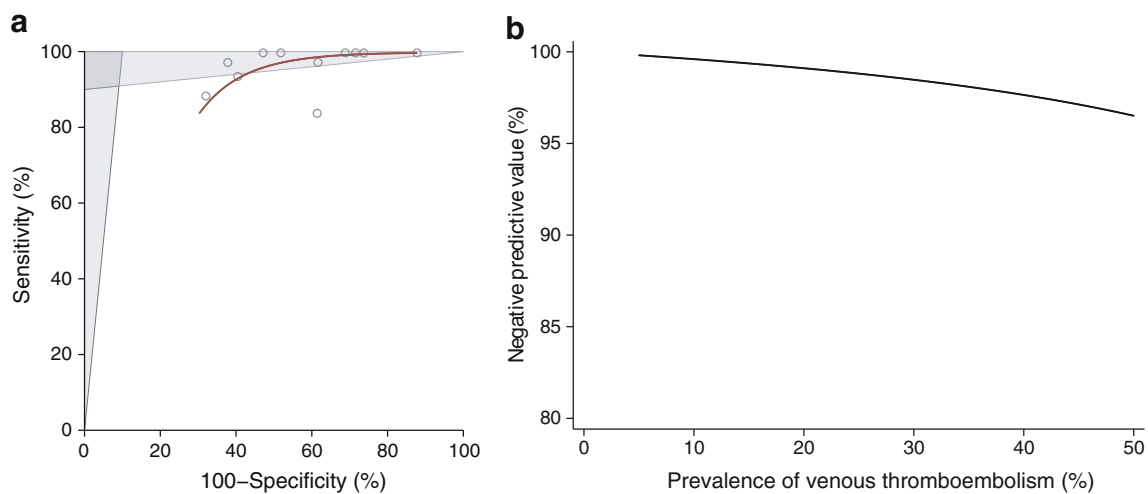 a
100
80
60
40
20
0
Sensitivity (%)
0 20 40 60 80 100
100−Specificity (%)
b
100
95
90
85
80
Negative predictive value (%)
0 10 20 30 40 50
Prevalence of venous thromboembolism (%)